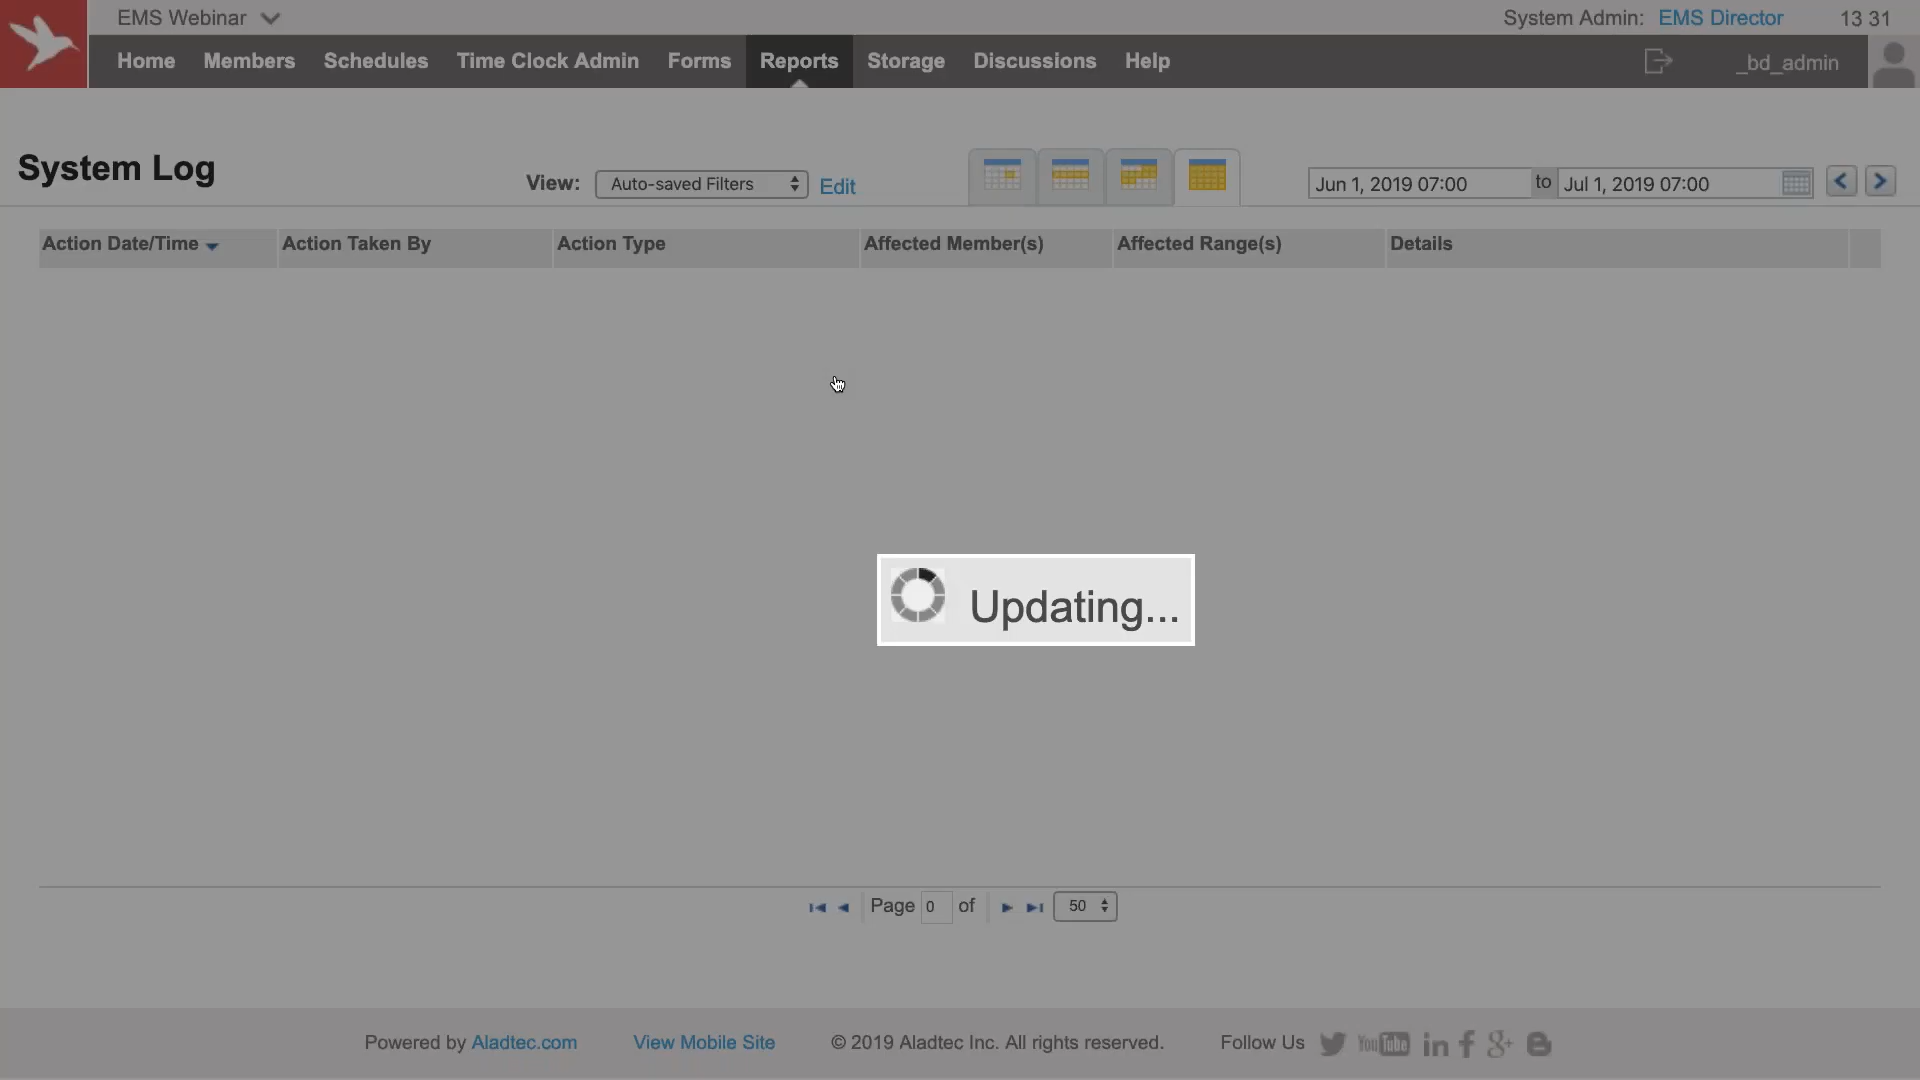 EMS Webinar
System Admin: EMS Director 13 31
Home Members Schedules Time Clock Admin Forms Reports Storage Discussions Help _bd_admin
System Log
View: Auto-saved Filters Edit
Jun 1, 2019 07:00 to Jul 1, 2019 07:00
Action Date/Time Action Taken By Action Type Affected Member(s) Affected Range(s) Details
Updating...
Page 0 of 50
Powered by Aladtec.com View Mobile Site © 2019 Aladtec Inc. All rights reserved. Follow Us YouTube